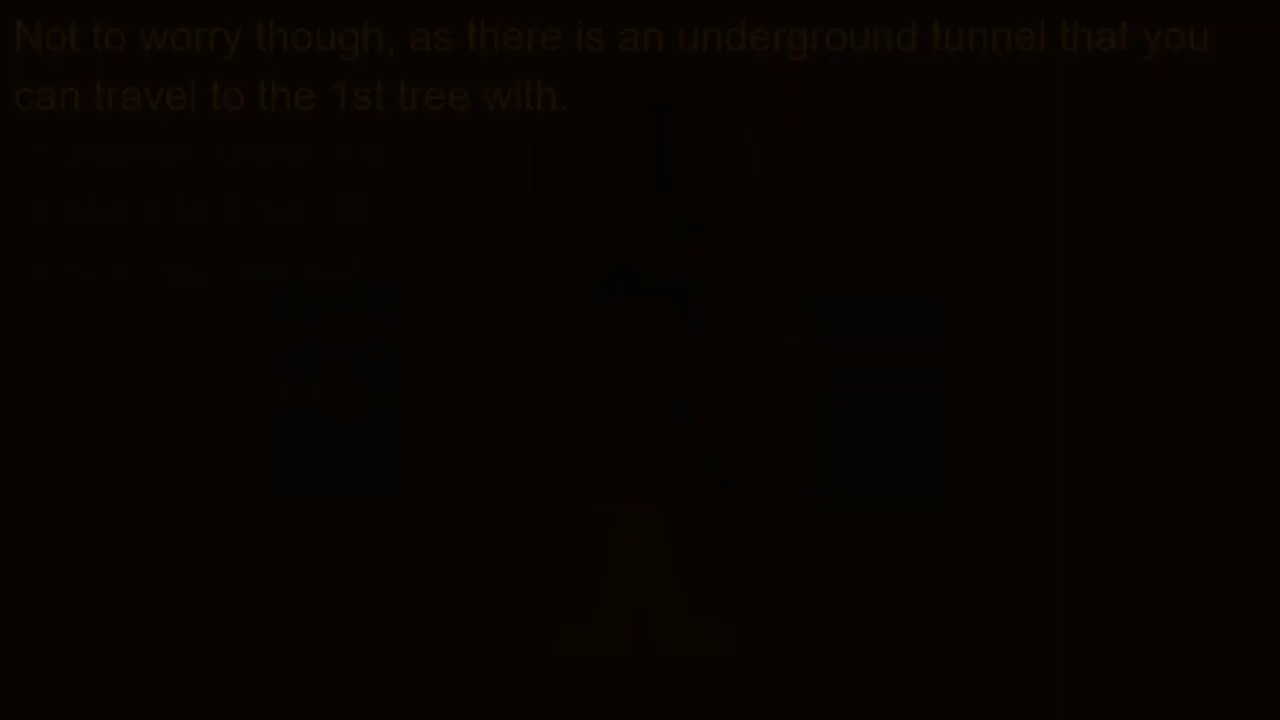 Not to worry though, as there is an underground tunnel that you
can travel to the 1st tree with.